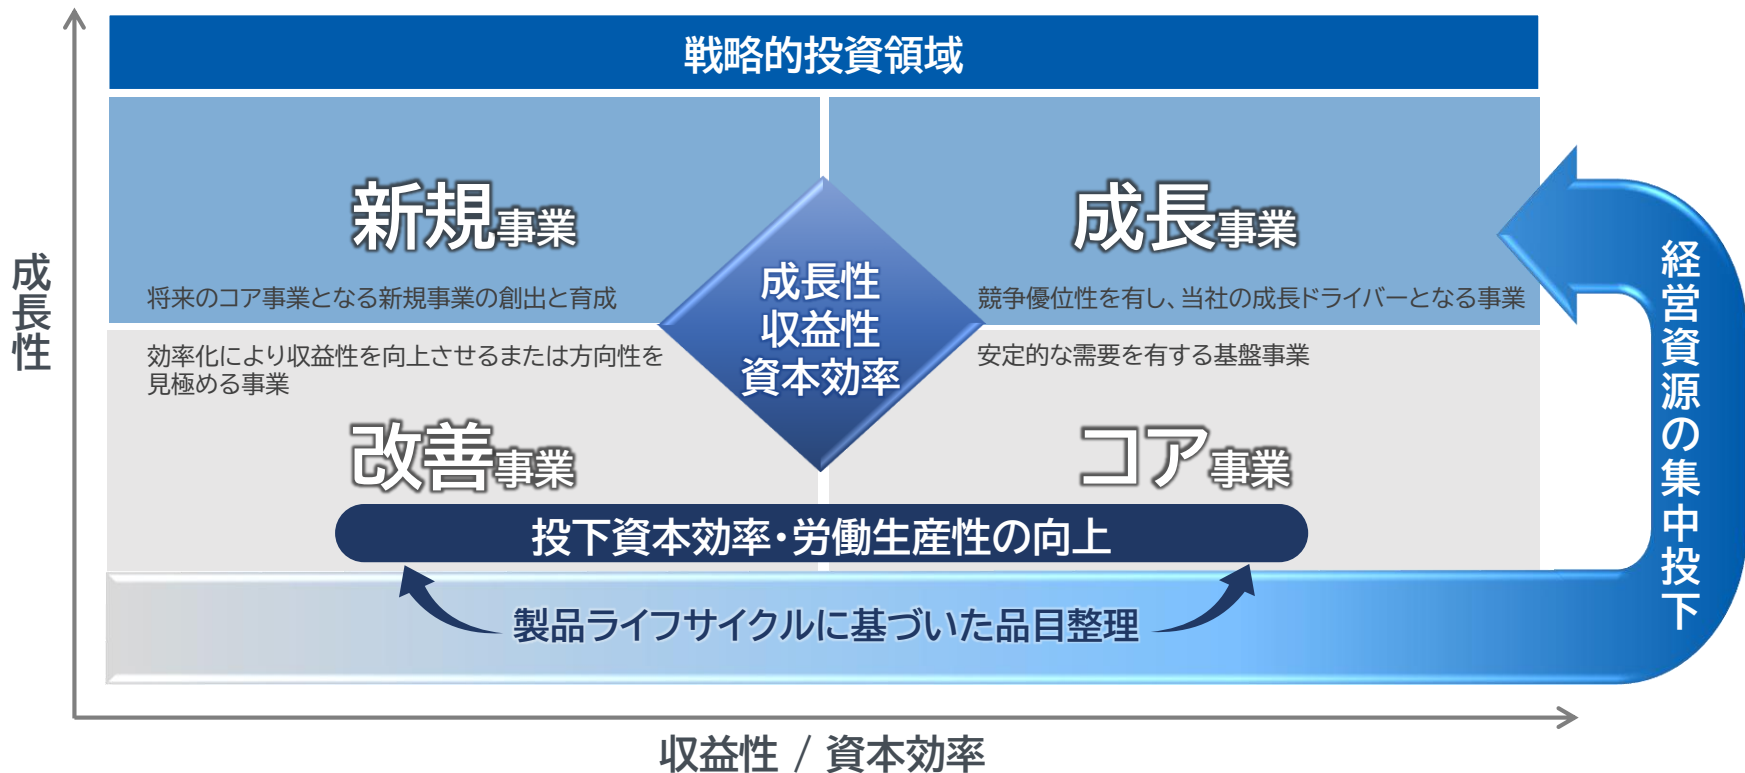 戦略的投資領域
新規事業
将来のコア事業となる新規事業の創出と育成
成長事業
競争優位性を有し、当社の成長ドライバーとなる事業
成長性
収益性
資本効率
効率化により収益性を向上させるまたは方向性を
見極める事業
改善事業
安定的な需要を有する基盤事業
コア事業
投下資本効率・労働生産性の向上
製品ライフサイクルに基づいた品目整理
経営資源の集中投下
成長性
収益性 / 資本効率